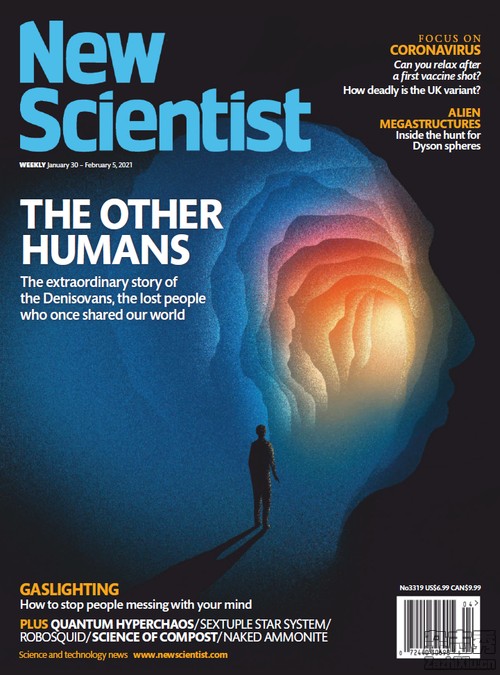 New
Scientist
WEEKLY January 30 – February 5, 2021
FOCUS ON
CORONAVIRUS
Can you relax after
a first vaccine shot?
How deadly is the UK variant?
ALIEN
MEGASTRUCTURES
Inside the hunt for
Dyson spheres
THE OTHER
HUMANS
The extraordinary story of
the Denisovans, the lost people
who once shared our world
GASLIGHTING
How to stop people messing with your mind
PLUS QUANTUM HYPERCHAOS/SEXTUPLE STAR SYSTEM/
ROBOSQUID/SCIENCE OF COMPOST/NAKED AMMONITE
Science and technology news www.newscientist.com
No3319 US$6.99 CAN$9.99
04
ZaZhiXiu.cn